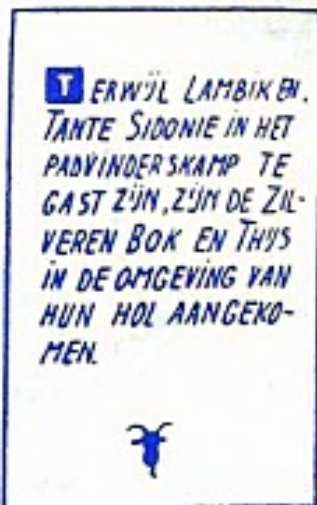 TERWIJL LAMBIK EN.
TANTE SIDONIE IN HET
PADVINDERSKAMP TE
GAST ZIJN, ZIJN DE ZIL-
VEREN BOK EN THIJS
IN DE OMGEVING VAN
HUN HOL AANGEKO-
MEN.